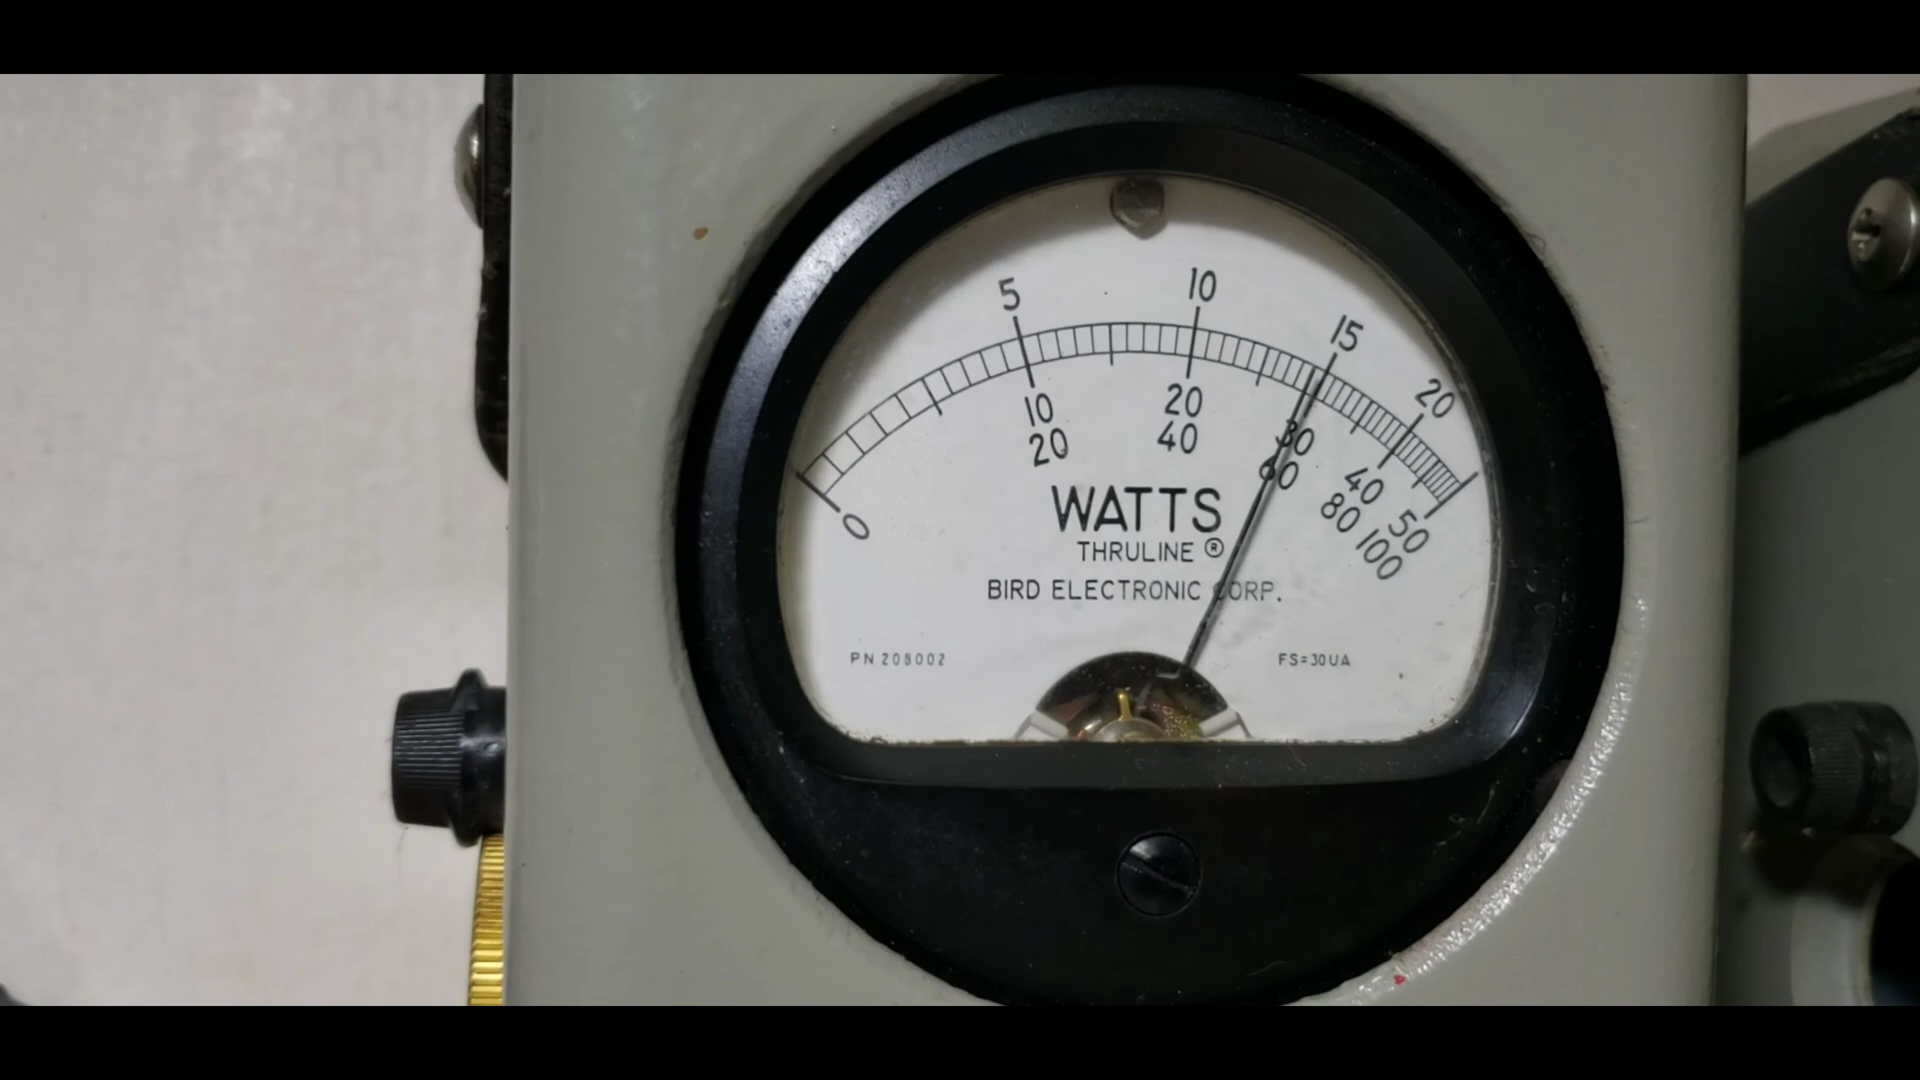 5 10 15 20
10 20 30 40 50
0 20 40 60 80 100
WATTS
THRULINE ®
BIRD ELECTRONIC CORP.
PN 208002 FS=30UA